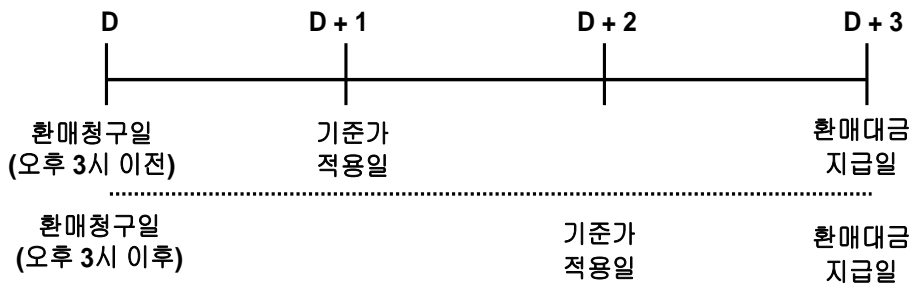 D
D + 1
D + 2
D + 3
환매청구일
(오후 3시 이전)
기준가
적용일
환매대금
지급일
환매청구일
(오후 3시 이후)
기준가
적용일
환매대금
지급일